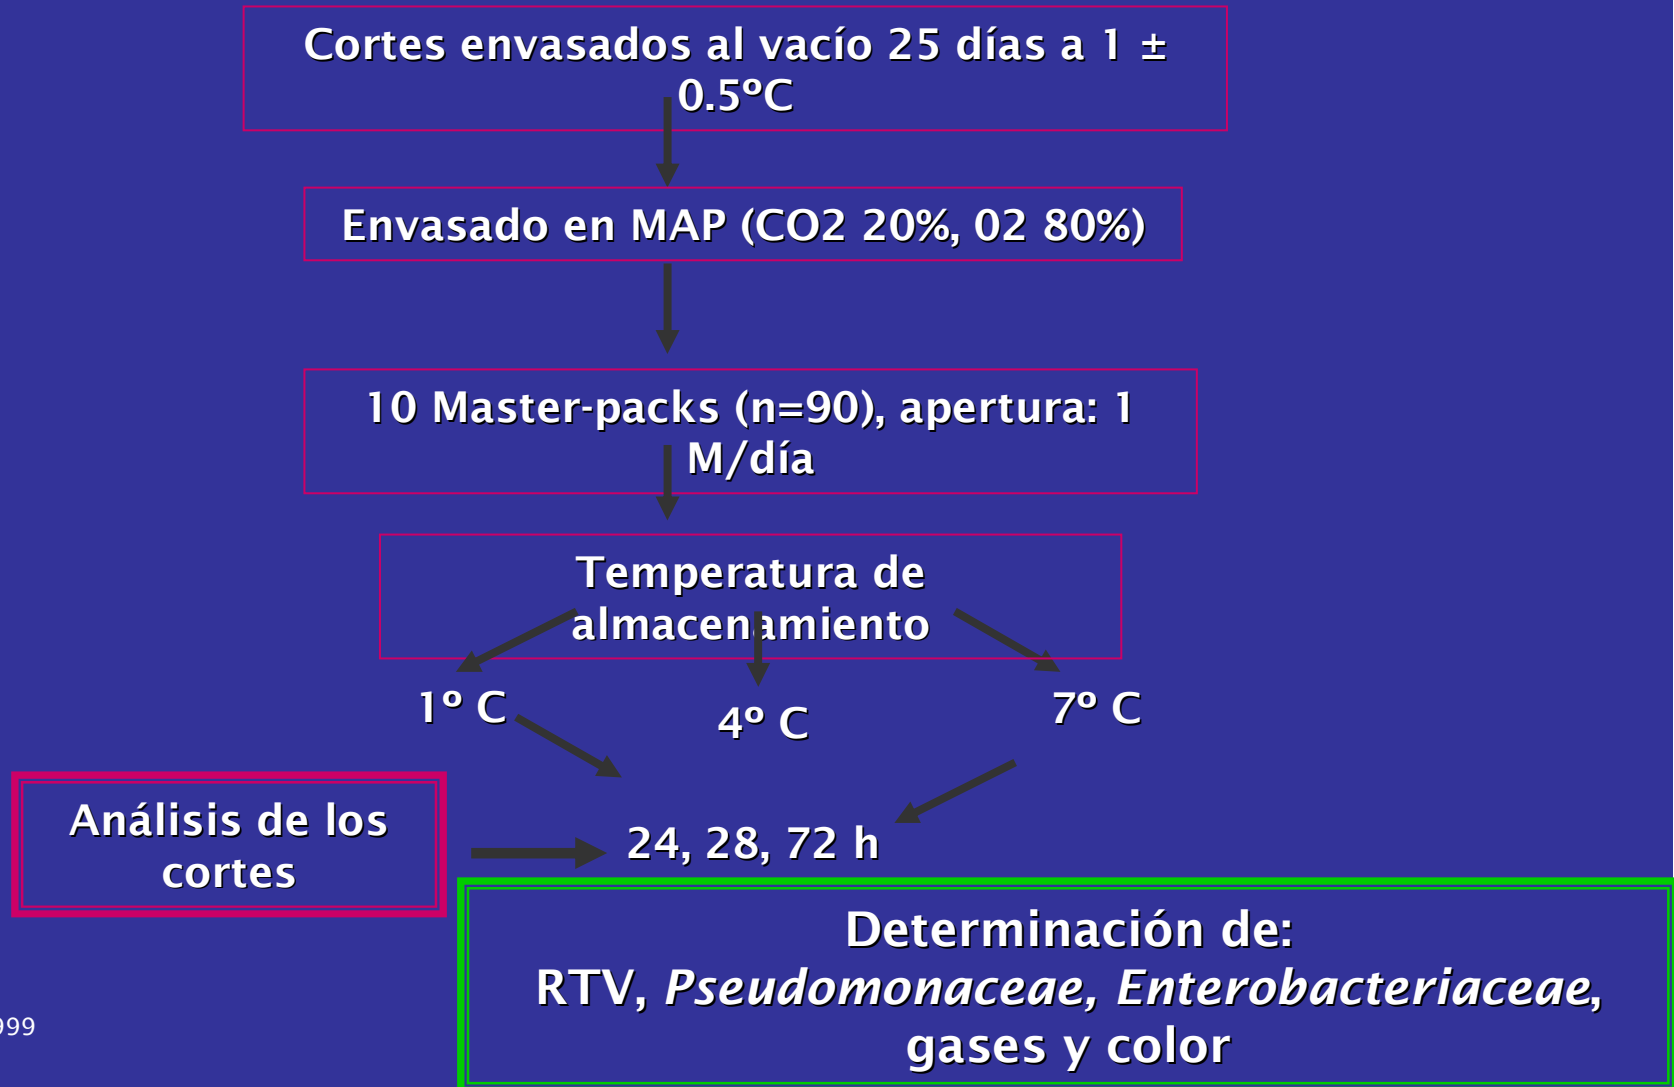 Cortes envasados al vacío 25 días a 1 ±
0.5ºC
Envasado en MAP (CO2 20%, 02 80%)
10 Master-packs (n=90), apertura: 1
M/día
Temperatura de
almacenamiento
1º C
4º C
7º C
Análisis de los
cortes
24, 28, 72 h
Determinación de:
RTV, Pseudomonaceae, Enterobacteriaceae,
gases y color